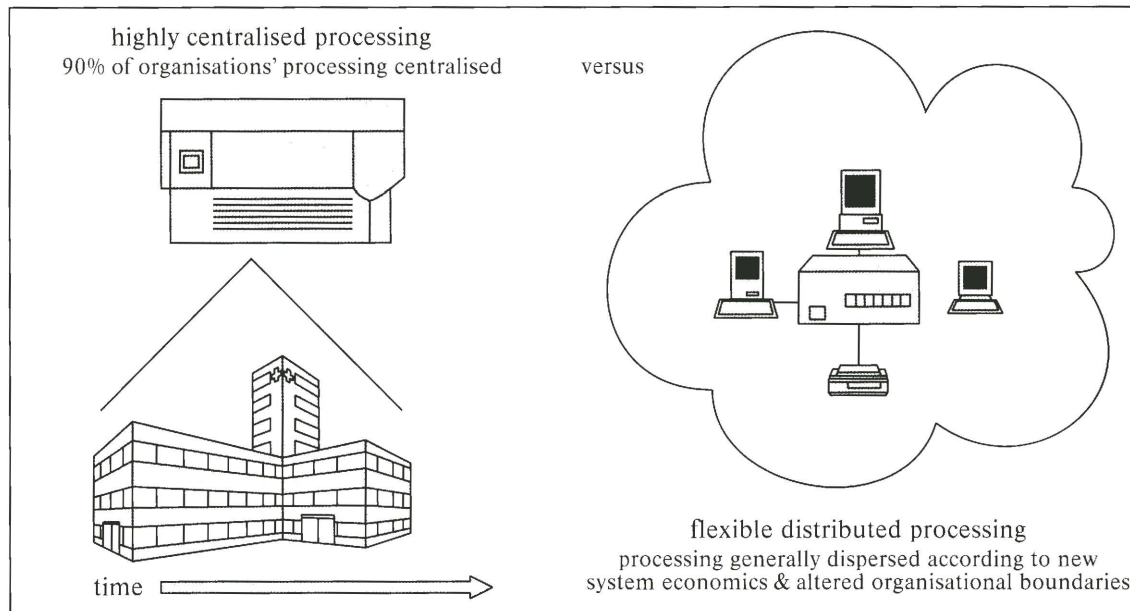 highly centralised processing
90% of organisations' processing centralised
versus
time
flexible distributed processing
processing generally dispersed according to new
system economics & altered organisational boundaries